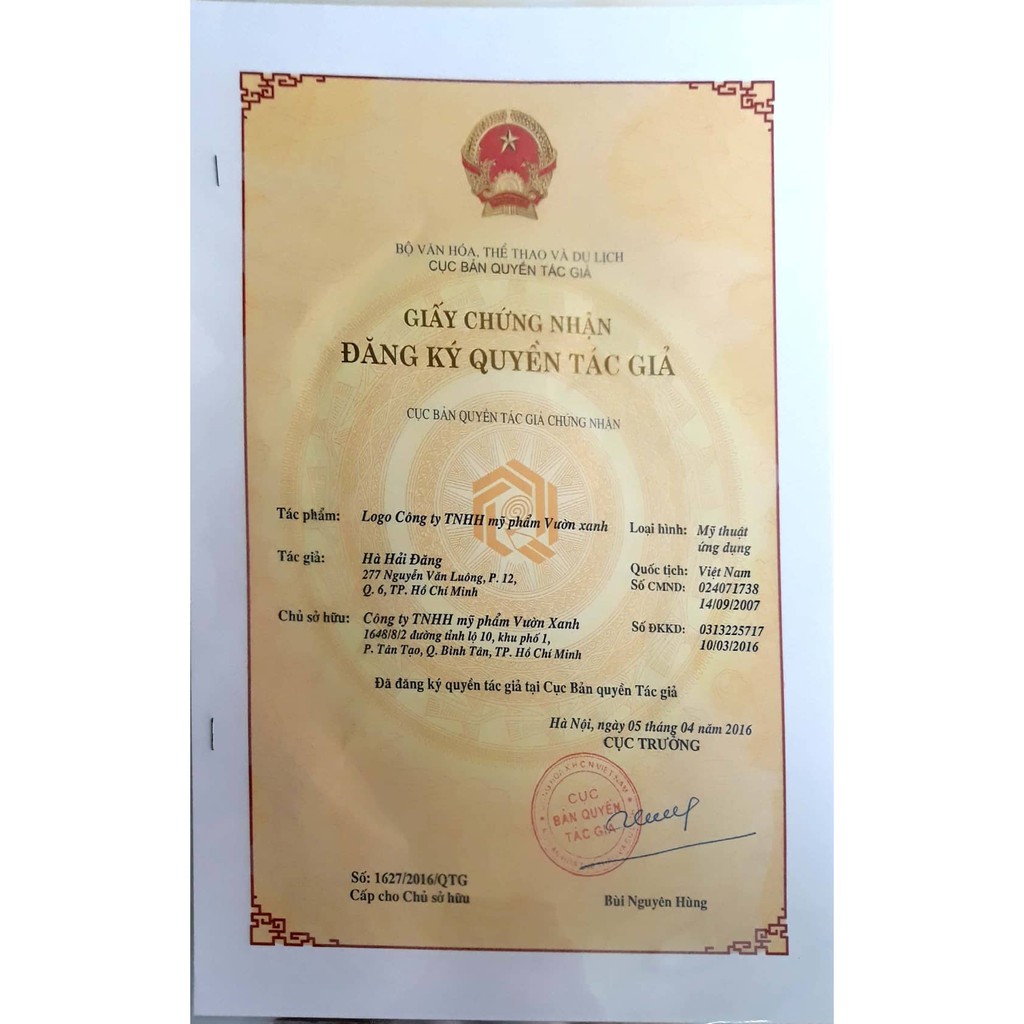 BỘ VĂN HÓA, THỂ THAO VÀ DU LỊCH
CỤC BẢN QUYỀN TÁC GIẢ
GIẤY CHỨNG NHẬN
ĐĂNG KÝ QUYỀN TÁC GIẢ
CỤC BẢN QUYỀN TÁC GIẢ CHỨNG NHẬN
Tác phẩm: Logo Công ty TNHH mỹ phẩm Vườn xanh
Loại hình: Mỹ thuật
ứng dụng
Tác giả: Hà Hải Đăng
277 Nguyễn Văn Luông, P. 12,
Q. 6, TP. Hồ Chí Minh
Quốc tịch: Việt Nam
Số CMND: 024071738
14/09/2007
Chủ sở hữu: Công ty TNHH mỹ phẩm Vườn Xanh
1648/8/2 đường tỉnh lộ 10, khu phố 1,
P. Tân Tạo, Q. Bình Tân, TP. Hồ Chí Minh
Số ĐKKD: 0313225717
10/03/2016
Đã đăng ký quyền tác giả tại Cục Bản quyền Tác giả
Hà Nội, ngày 05 tháng 04 năm 2016
CỤC TRƯỞNG
CỤC
BẢN QUYỀN
TÁC GIẢ
Số: 1627/2016/QTG
Cấp cho Chủ sở hữu
Bùi Nguyên Hùng